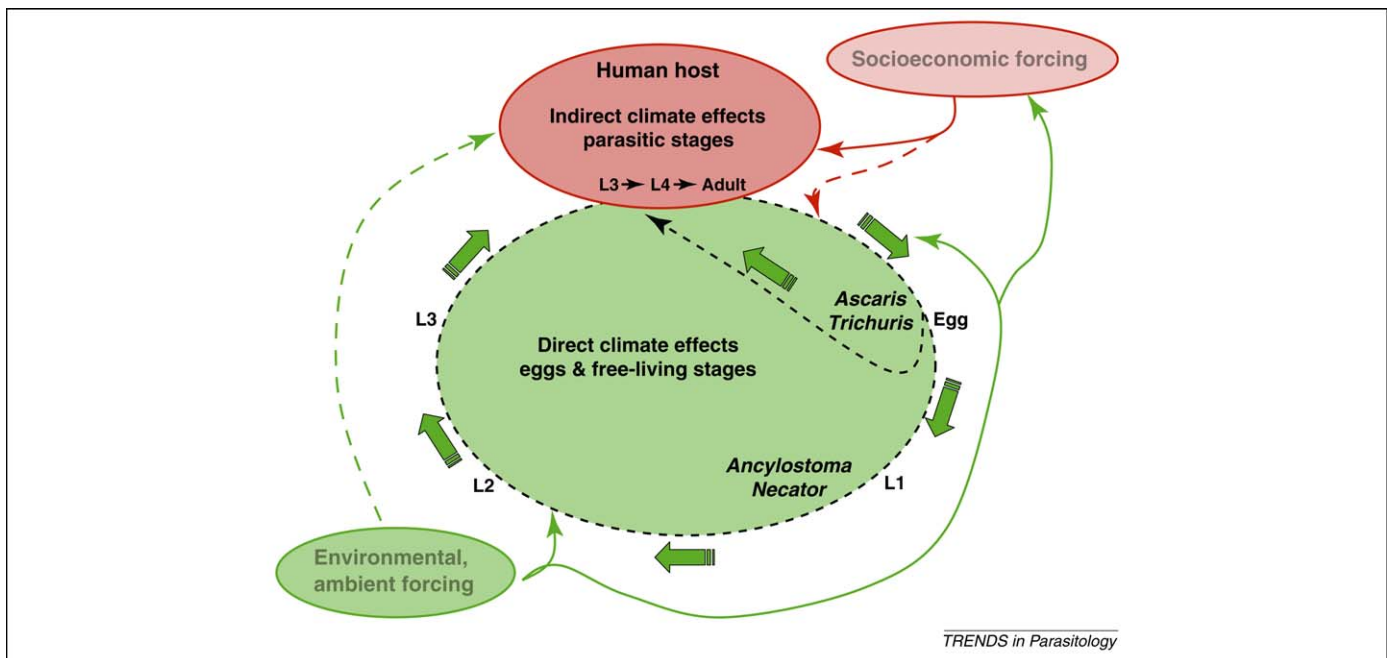 Human host
Indirect climate effects
parasitic stages
L3 → L4 → Adult
Socioeconomic forcing
Ascaris
Trichuris
Egg
L3
Direct climate effects
eggs & free-living stages
Ancylostoma
Necator
L1
L2
Environmental,
ambient forcing
TRENDS in Parasitology